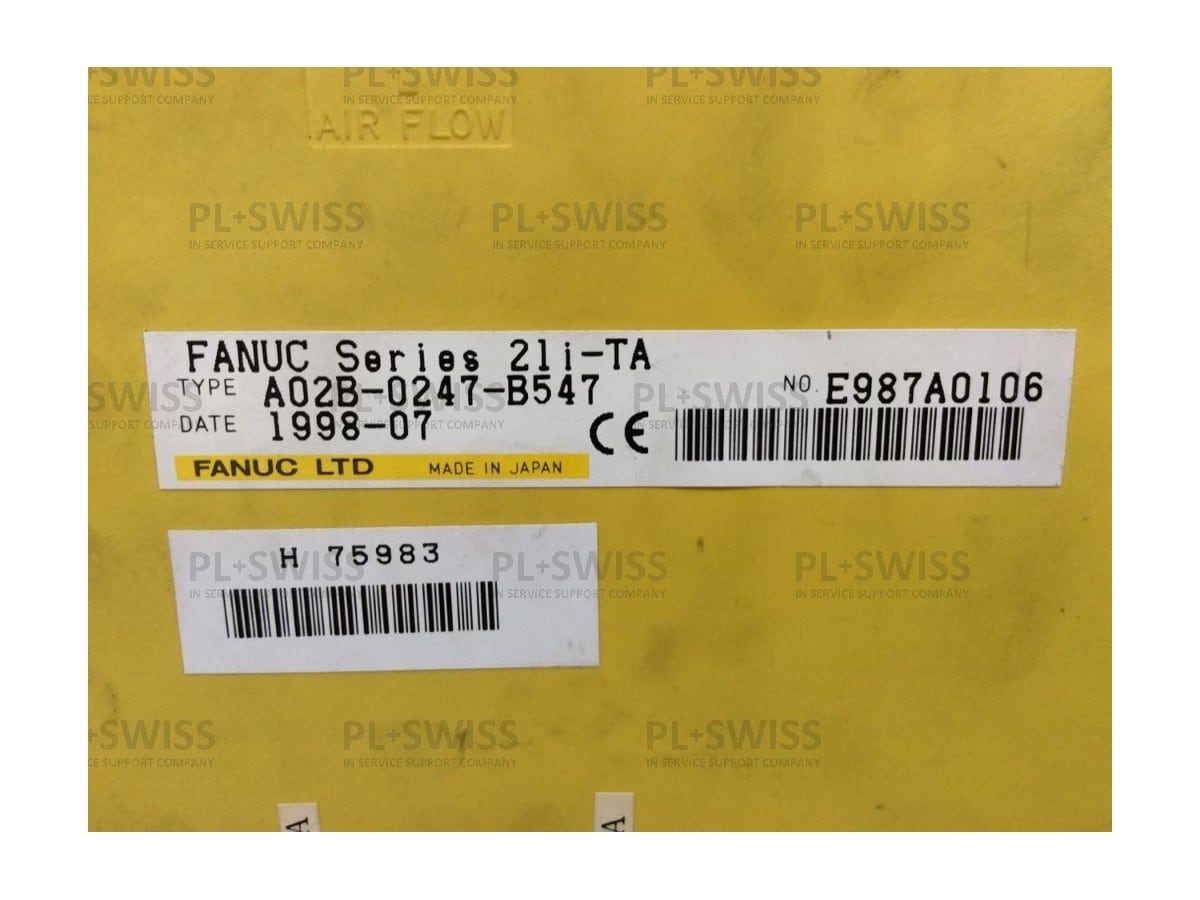 PL+SWISS
IN SERVICE SUPPORT COMPANY
AIR FLOW
FANUC Series 21i-TA
TYPE A02B-0247-B547
NO. E987A0106
DATE 1998-07
CE
FANUC LTD MADE IN JAPAN
H 75983
A
A